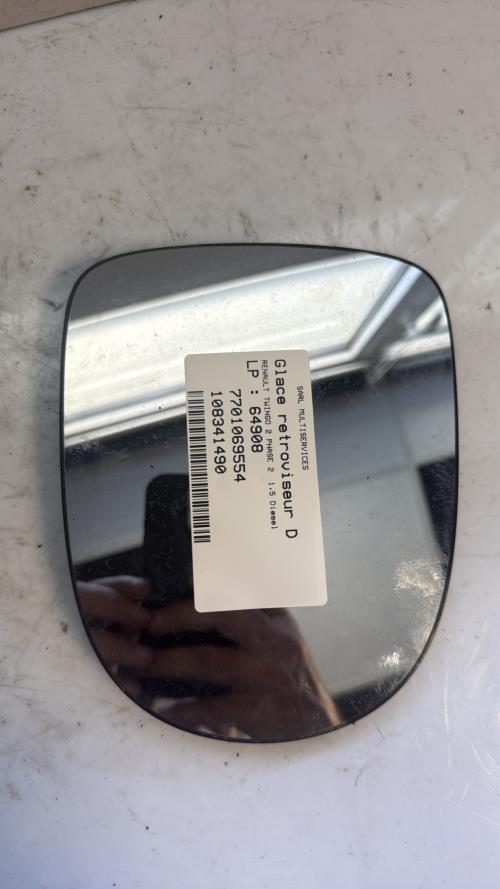 SARL MULTISERVICES
Glace retroviseur D
RENAULT TWINGO 2 PHASE 2 1.5 Diesel
LP : 64908
7701069554
108341490